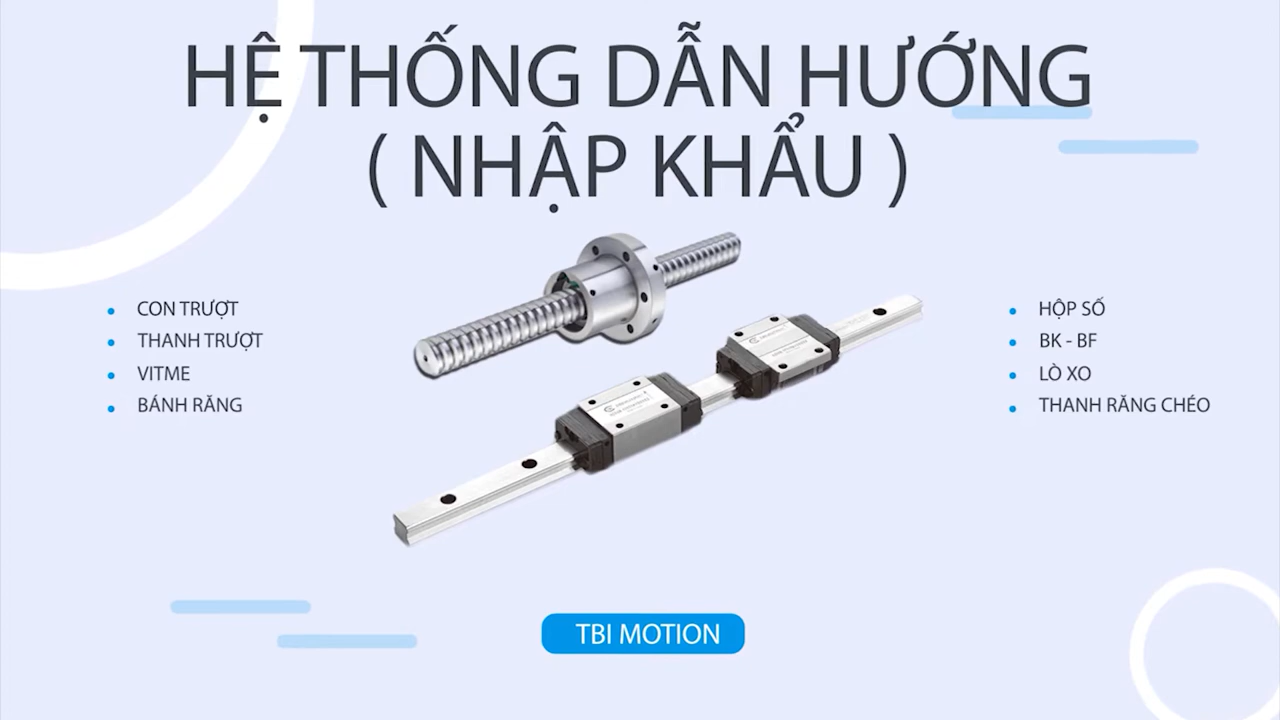 HỆ THỐNG DẪN HƯỚNG
( NHẬP KHẨU )
CON TRƯỢT
THANH TRƯỢT
VITME
BÁNH RĂNG
HỘP SỐ
BK - BF
LÒ XO
THANH RĂNG CHÉO
TBI MOTION